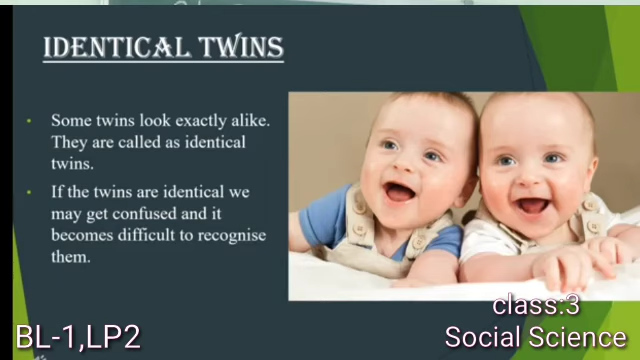 IDENTICAL TWINS
• Some twins look exactly alike.
They are called as identical
twins.
• If the twins are identical we
may get confused and it
becomes difficult to recognise
them.
class:3
BL-1,LP2
Social Science